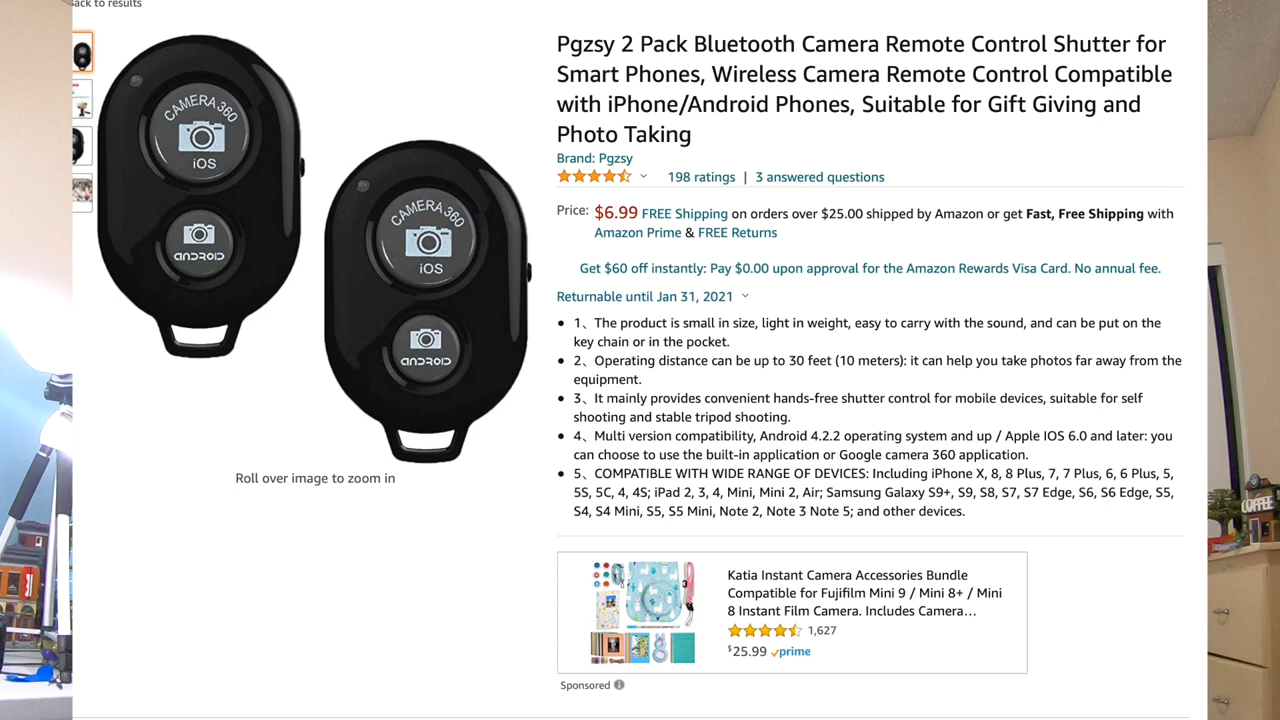 Back to results
Pgzsy 2 Pack Bluetooth Camera Remote Control Shutter for
Smart Phones, Wireless Camera Remote Control Compatible
with iPhone/Android Phones, Suitable for Gift Giving and
Photo Taking
Brand: Pgzsy
198 ratings | 3 answered questions
Price: $6.99 FREE Shipping on orders over $25.00 shipped by Amazon or get Fast, Free Shipping with
Amazon Prime & FREE Returns
Get $60 off instantly: Pay $0.00 upon approval for the Amazon Rewards Visa Card. No annual fee.
Returnable until Jan 31, 2021
• 1、The product is small in size, light in weight, easy to carry with the sound, and can be put on the
key chain or in the pocket.
• 2、Operating distance can be up to 30 feet (10 meters): it can help you take photos far away from the
equipment.
• 3、It mainly provides convenient hands-free shutter control for mobile devices, suitable for self
shooting and stable tripod shooting.
• 4、Multi version compatibility, Android 4.2.2 operating system and up / Apple IOS 6.0 and later: you
can choose to use the built-in application or Google camera 360 application.
• 5、COMPATIBLE WITH WIDE RANGE OF DEVICES: Including iPhone X, 8, 8 Plus, 7, 7 Plus, 6, 6 Plus, 5,
5S, 5C, 4, 4S; iPad 2, 3, 4, Mini, Mini 2, Air; Samsung Galaxy S9+, S9, S8, S7, S7 Edge, S6, S6 Edge, S5,
S4, S4 Mini, S5, S5 Mini, Note 2, Note 3 Note 5; and other devices.
CAMERA 360
iOS
ANDROID
CAMERA 360
iOS
ANDROID
Roll over image to zoom in
Katia Instant Camera Accessories Bundle
Compatible for Fujifilm Mini 9 / Mini 8+ / Mini
8 Instant Film Camera. Includes Camera…
1,627
$25.99 prime
Sponsored
COFFEE